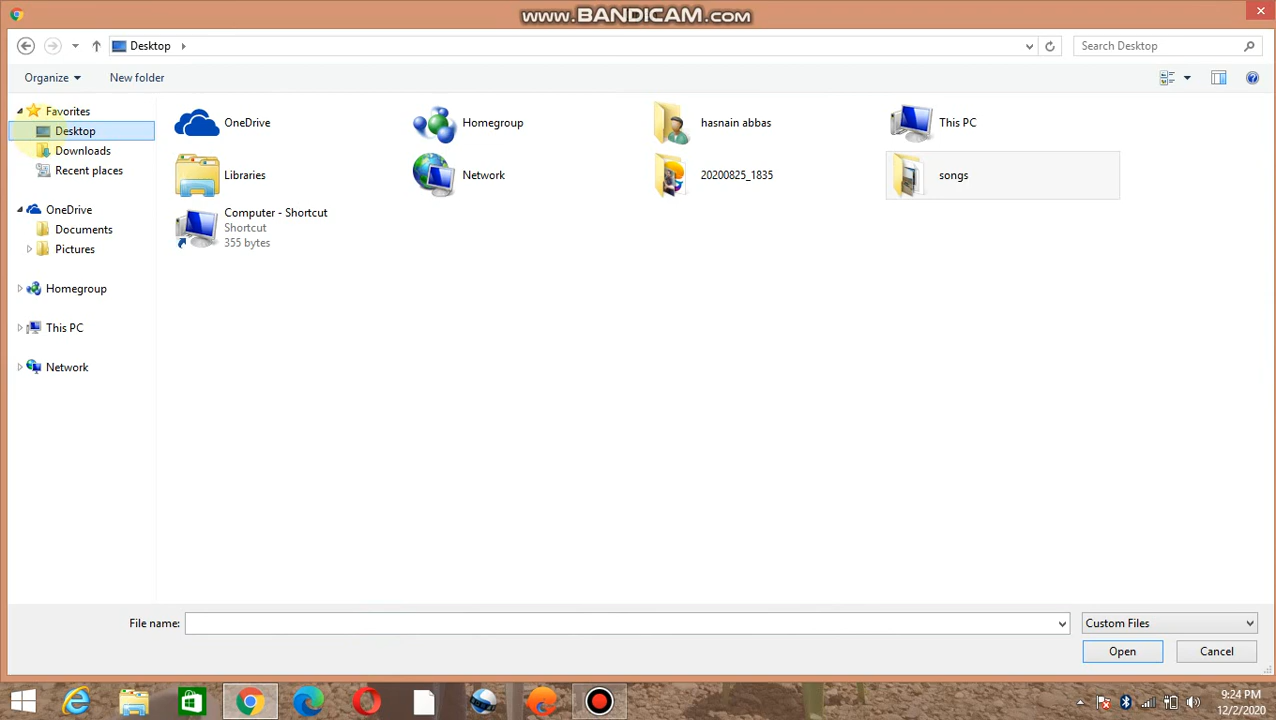 www.BANDICAM.com
Desktop
Search Desktop
Organize
New folder
Favorites
Desktop
Downloads
Recent places
OneDrive
Documents
Pictures
Homegroup
This PC
Network
OneDrive
Homegroup
hasnain abbas
This PC
Libraries
Network
20200825_1835
songs
Computer - Shortcut
Shortcut
355 bytes
File name:
Custom Files
Open
Cancel
9:24 PM
12/2/2020